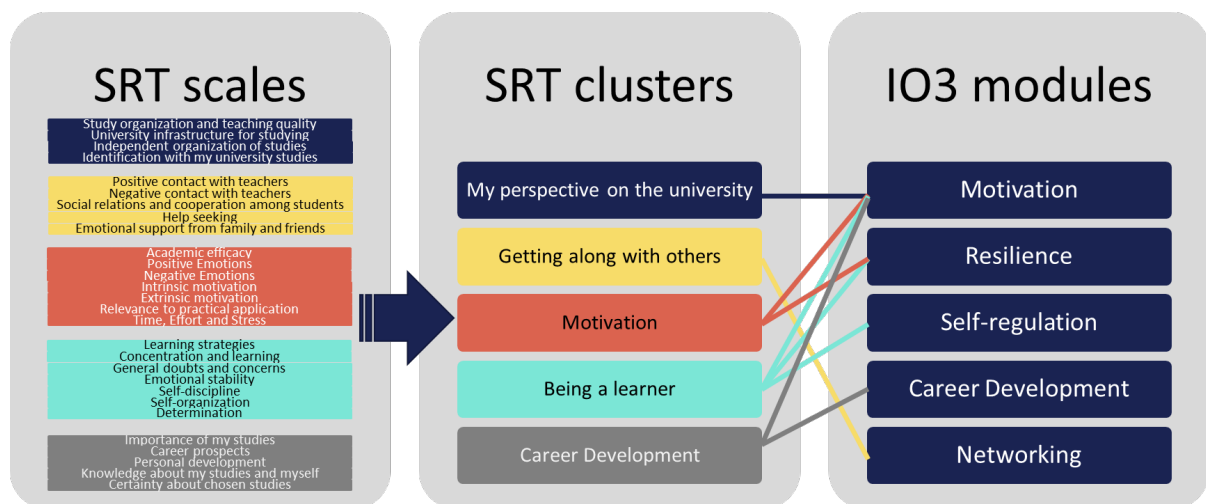 SRT scales
Study organization and teaching quality
University infrastructure for studying
Independent organization of studies
Identification with my university studies
Positive contact with teachers
Negative contact with teachers
Social relations and cooperation among students
Help seeking
Emotional support from family and friends
Academic efficacy
Positive Emotions
Negative Emotions
Intrinsic motivation
Extrinsic motivation
Relevance to practical application
Time, Effort and Stress
Learning strategies
Concentration and learning
General doubts and concerns
Emotional stability
Self-discipline
Self-organization
Determination
Importance of my studies
Career prospects
Personal development
Knowledge about my studies and myself
Certainty about chosen studies
SRT clusters
My perspective on the university
Getting along with others
Motivation
Being a learner
Career Development
IO3 modules
Motivation
Resilience
Self-regulation
Career Development
Networking